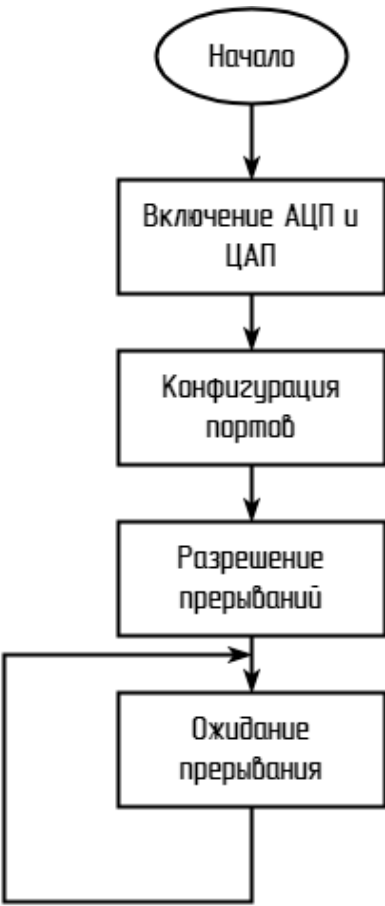 Начало
Включение АЦП и
ЦАП
Конфигурация
портов
Разрешение
прерываний
Ожидание
прерывания